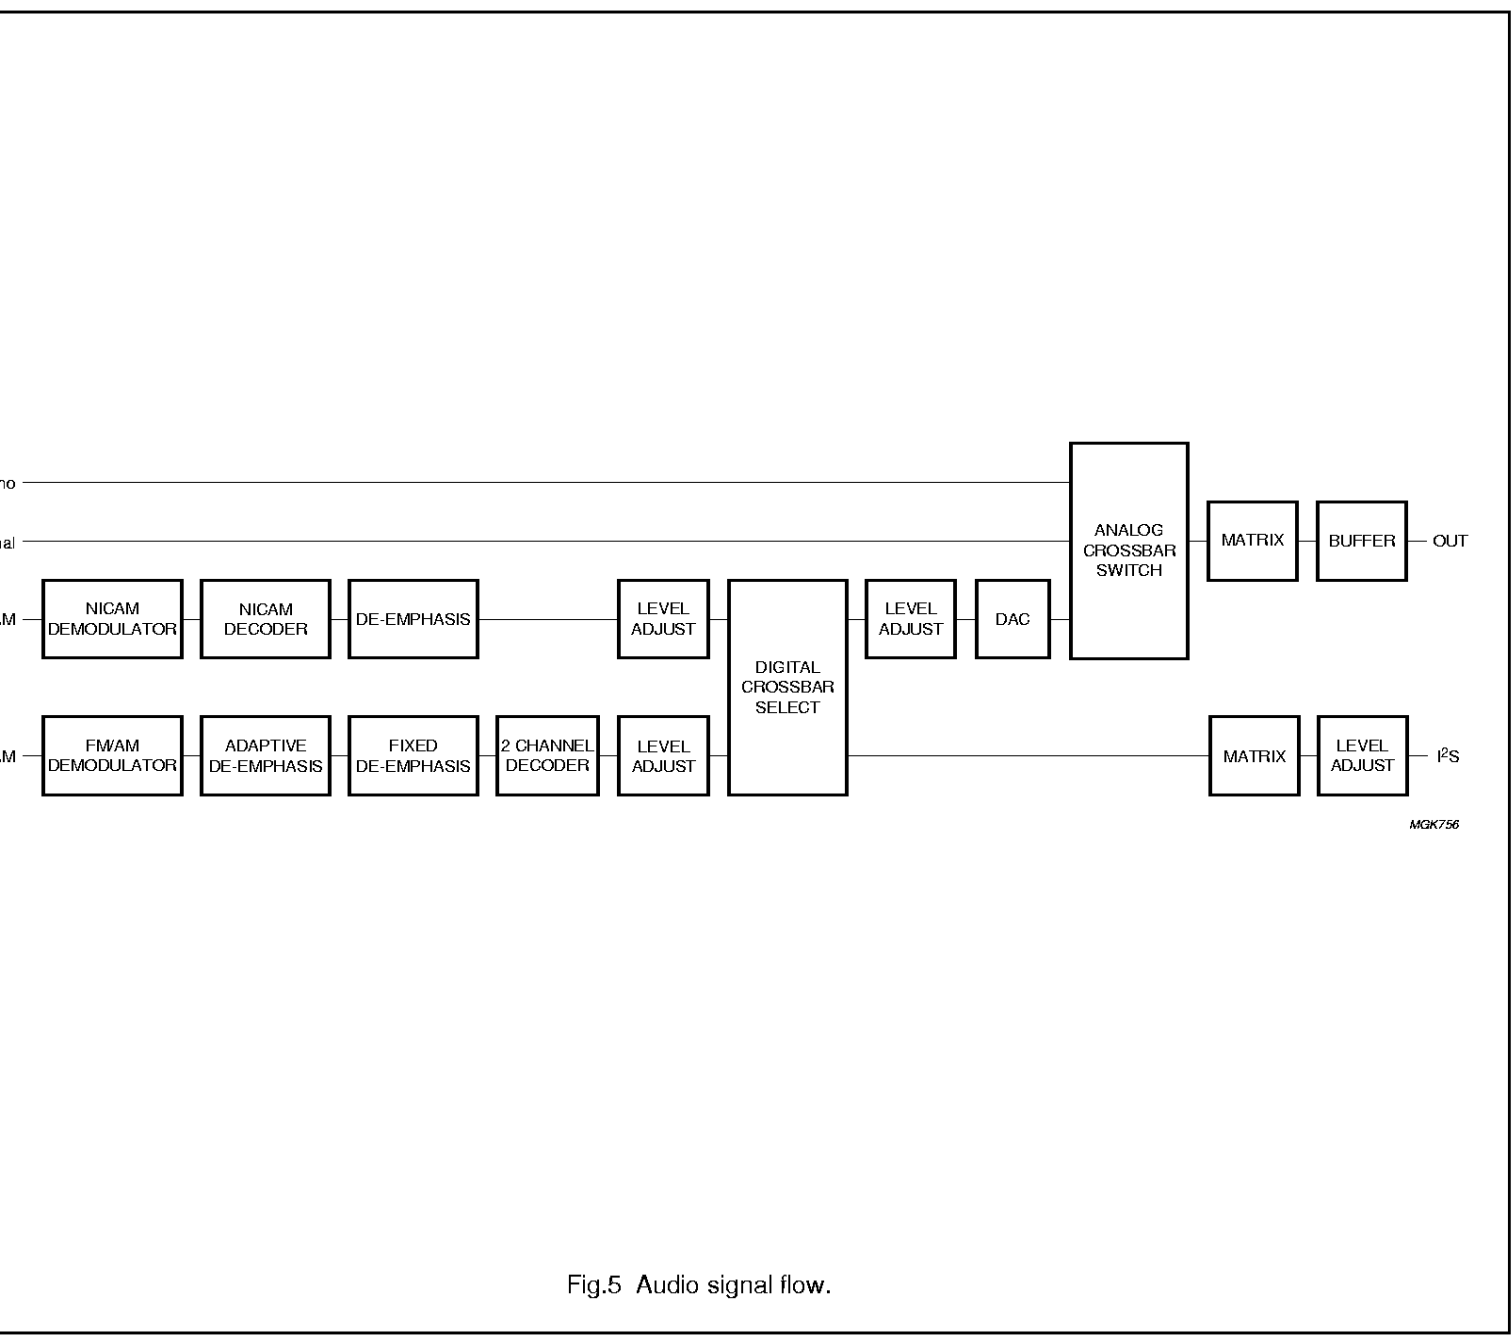 ANALOG
CROSSBAR
SWITCH
MATRIX
BUFFER
OUT
NICAM
DEMODULATOR
NICAM
DECODER
DE-EMPHASIS
LEVEL
ADJUST
DIGITAL
CROSSBAR
SELECT
LEVEL
ADJUST
DAC
FM/AM
DEMODULATOR
ADAPTIVE
DE-EMPHASIS
FIXED
DE-EMPHASIS
2 CHANNEL
DECODER
LEVEL
ADJUST
MATRIX
LEVEL
ADJUST
I²S
MGK756
Fig.5 Audio signal flow.